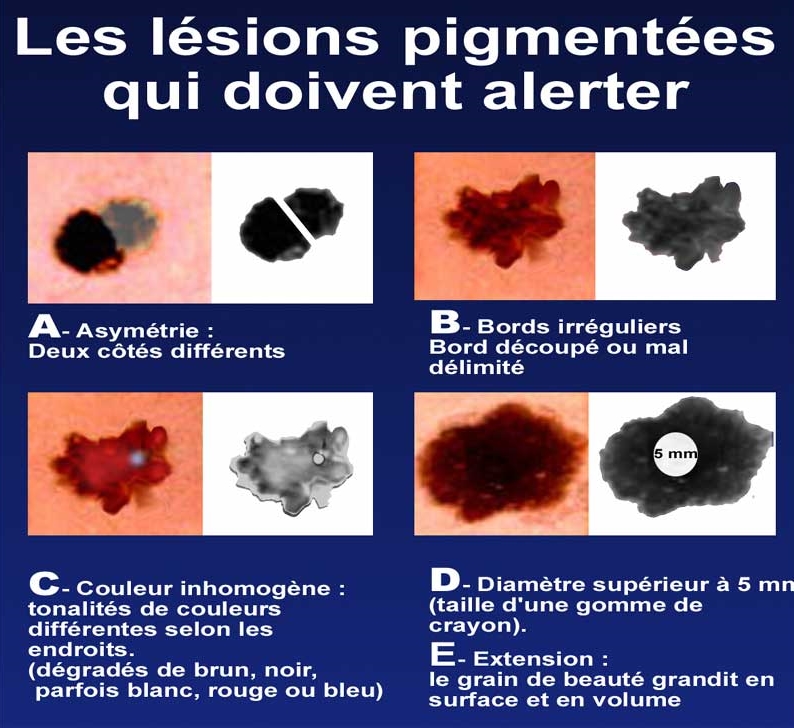 Les lésions pigmentées
qui doivent alerter
A- Asymétrie :
Deux côtés différents
B- Bords irréguliers
Bord découpé ou mal
délimité
5 mm
C- Couleur inhomogène :
tonalités de couleurs
différentes selon les
endroits.
(dégradés de brun, noir,
parfois blanc, rouge ou bleu)
D- Diamètre supérieur à 5 mm
(taille d'une gomme de
crayon).
E- Extension :
le grain de beauté grandit en
surface et en volume